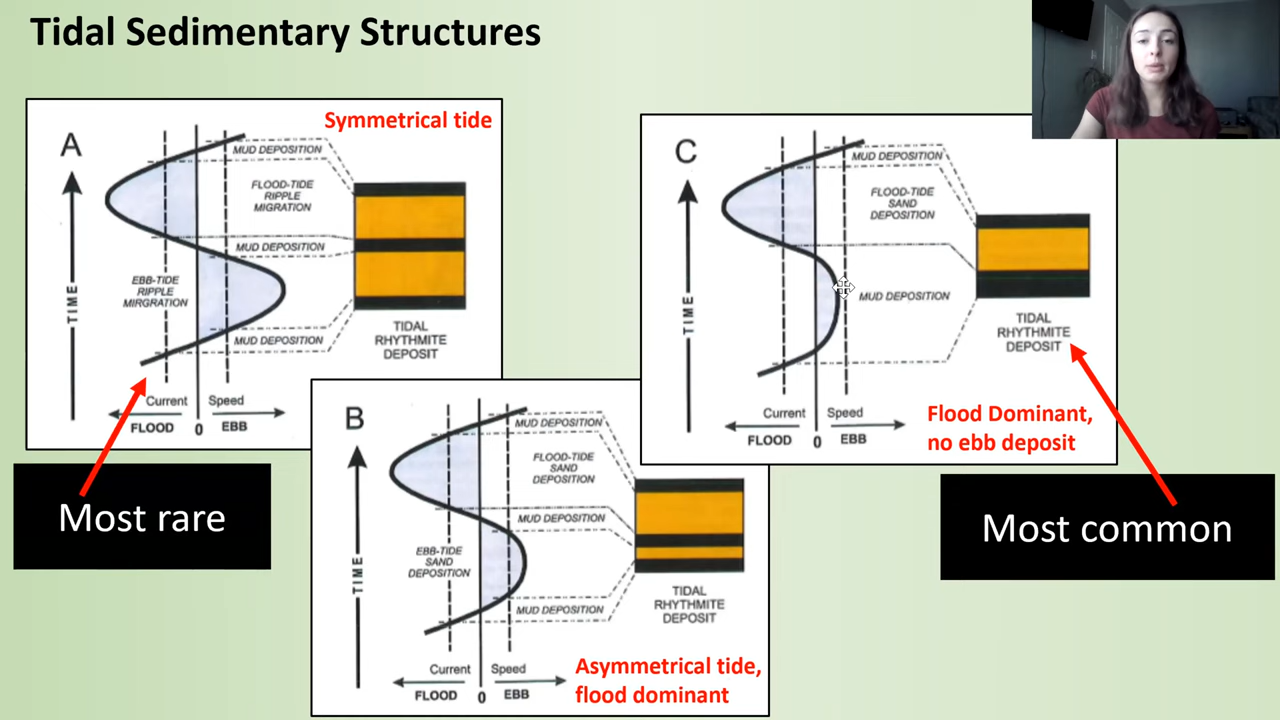 Tidal Sedimentary Structures
A
Symmetrical tide
MUD DEPOSITION
FLOOD-TIDE
RIPPLE
MIGRATION
MUD DEPOSITION
EBB-TIDE
RIPPLE
MIRGRATION
MUD DEPOSITION
TIME
TIDAL
RHYTHMITE
DEPOSIT
Current Speed
FLOOD 0 EBB
Most rare
B
MUD DEPOSITION
FLOOD-TIDE
SAND
DEPOSITION
MUD DEPOSITION
EBB-TIDE
SAND
DEPOSITION
MUD DEPOSITION
TIME
TIDAL
RHYTHMITE
DEPOSIT
Current Speed
FLOOD 0 EBB
Asymmetrical tide,
flood dominant
C
MUD DEPOSITION
FLOOD-TIDE
SAND
DEPOSITION
MUD DEPOSITION
TIME
TIDAL
RHYTHMITE
DEPOSIT
Current Speed
FLOOD 0 EBB
Flood Dominant,
no ebb deposit
Most common